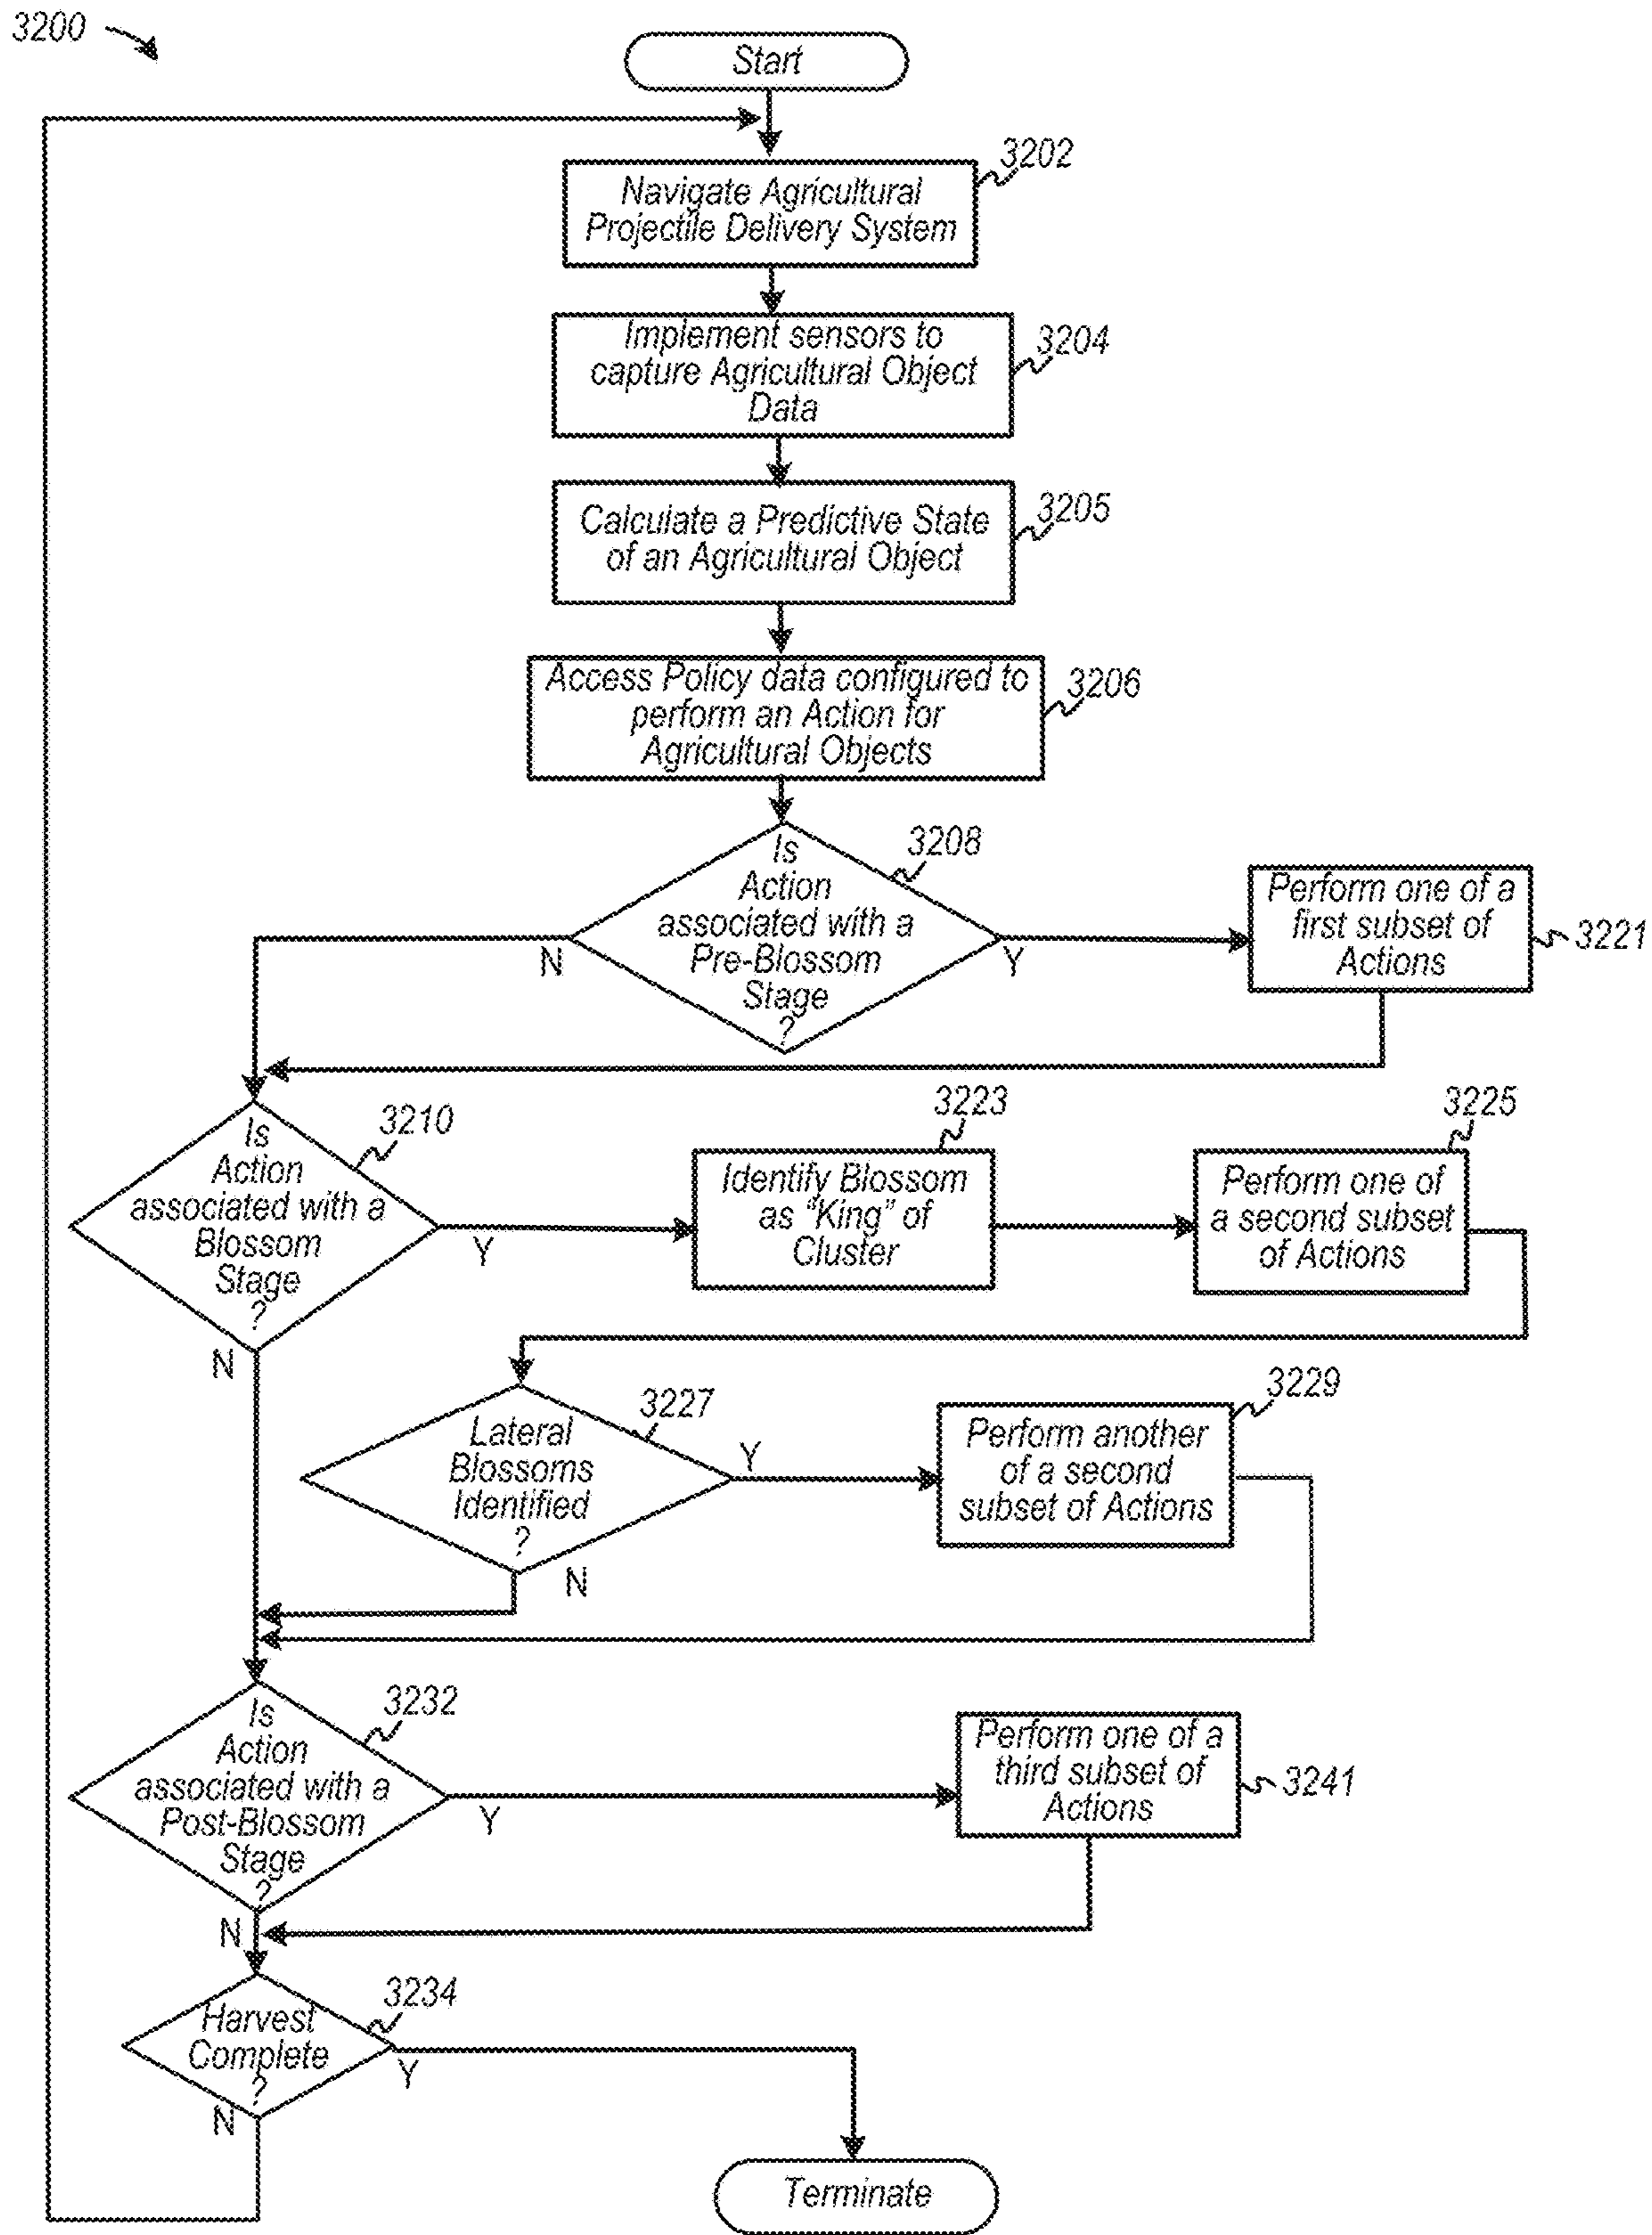 3200
Start
3202
Navigate Agricultural
Projectile Delivery System
3204
Implement sensors to
capture Agricultural Object
Data
3205
Calculate a Predictive State
of an Agricultural Object
3206
Access Policy data configured to
perform an Action for
Agricultural Objects
3208
Is
Action
associated with a
Pre-Blossom
Stage
?
N
Y
Perform one of a
first subset of
Actions
3221
3210
Is
Action
associated with a
Blossom
Stage
?
Y
N
3223
Identify Blossom
as “King” of
Cluster
3225
Perform one of
a second subset
of Actions
3227
Lateral
Blossoms
Identified
?
Y
N
3229
Perform another
of a second
subset of Actions
3232
Is
Action
associated with a
Post-Blossom
Stage
?
Y
N
Perform one of a
third subset of
Actions
3241
3234
Harvest
Complete
?
Y
N
Terminate